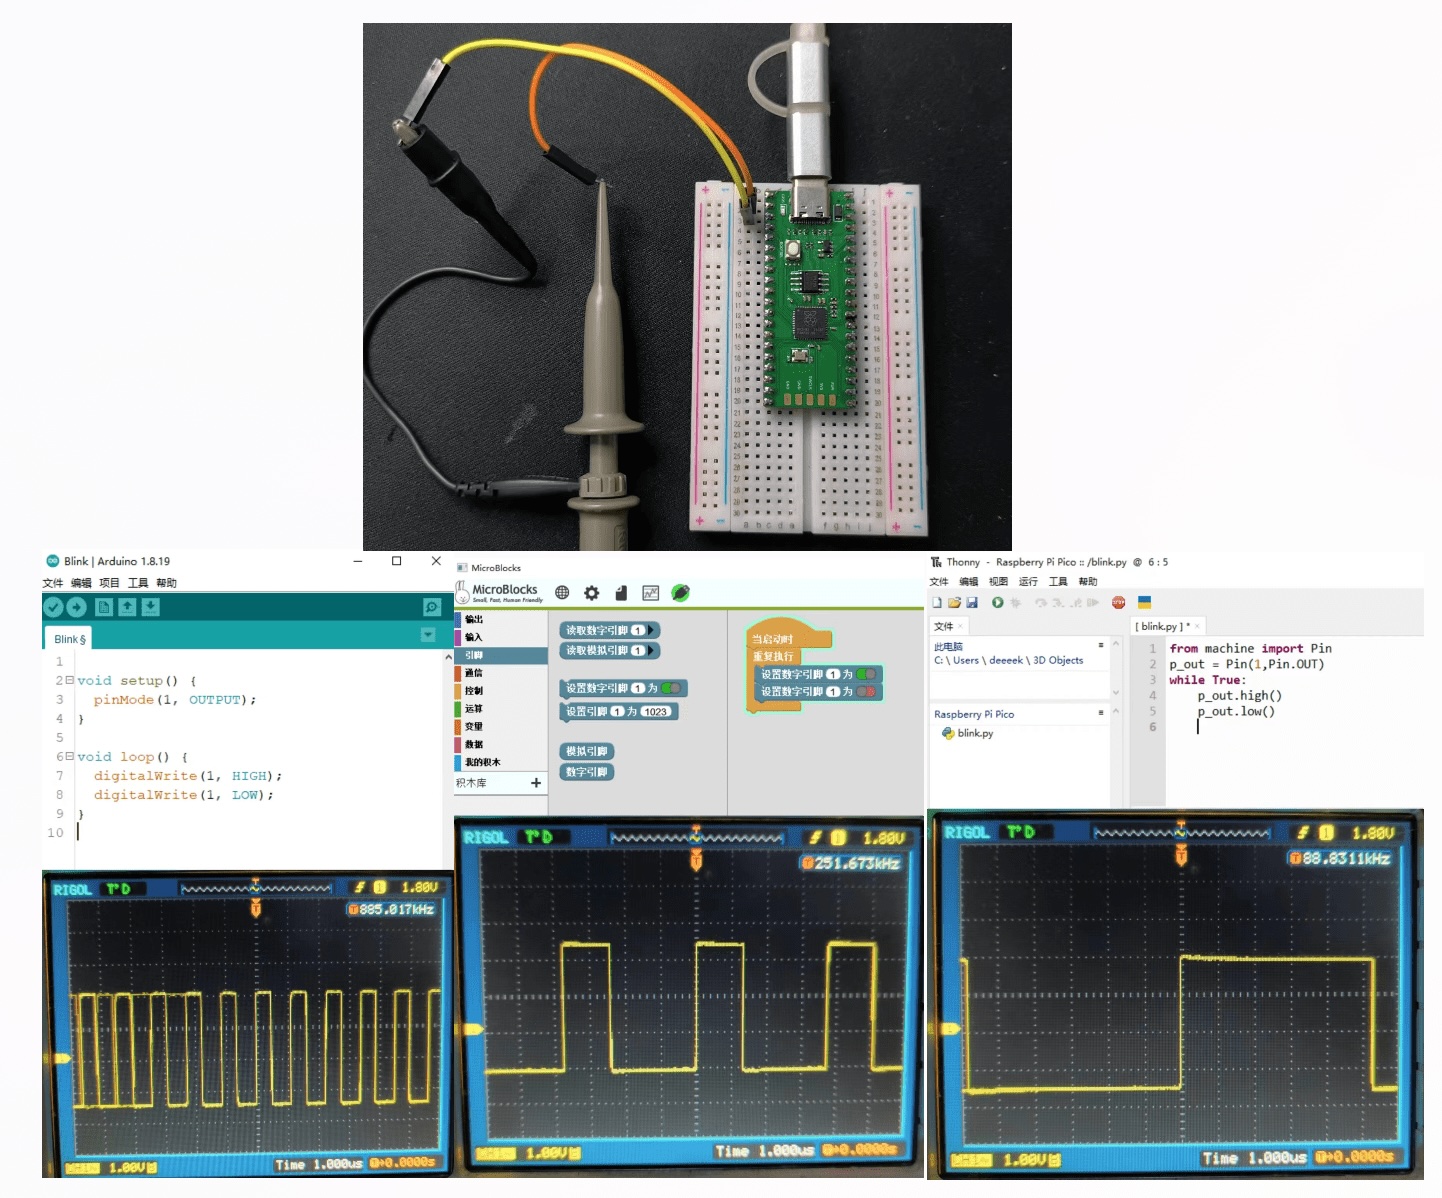 Blink | Arduino 1.8.19
文件 编辑 项目 工具 帮助
Blink §
1
2 void setup() {
3 pinMode(1, OUTPUT);
4 }
5
6 void loop() {
7 digitalWrite(1, HIGH);
8 digitalWrite(1, LOW);
9 }
10
RIGOL T'D 1.80V
885.017kHz
1.00V Time 1.000us 0.0000s
MicroBlocks
MicroBlocks
Small, Fast, Human Friendly
输出
输入
引脚
通信
控制
运算
变量
数据
我的积木
积木库 +
读取数字引脚 1
读取模拟引脚 1
设置数字引脚 1 为
设置引脚 1 为 1023
模拟引脚
数字引脚
当启动时
重复执行
设置数字引脚 1 为
设置数字引脚 1 为
RIGOL T'D 1.80V
251.673kHz
1.00V Time 1.000us 0.0000s
Thonny - Raspberry Pi Pico :: /blink.py @ 6 : 5
文件 编辑 视图 运行 工具 帮助
STOP
文件
此电脑
C: \ Users \ deeeek \ 3D Objects
Raspberry Pi Pico
blink.py
[ blink.py ] *
1 from machine import Pin
2 p_out = Pin(1,Pin.OUT)
3 while True:
4 p_out.high()
5 p_out.low()
6
RIGOL T'D 1.80V
88.8311kHz
1.00V Time 1.000us 0.0000s